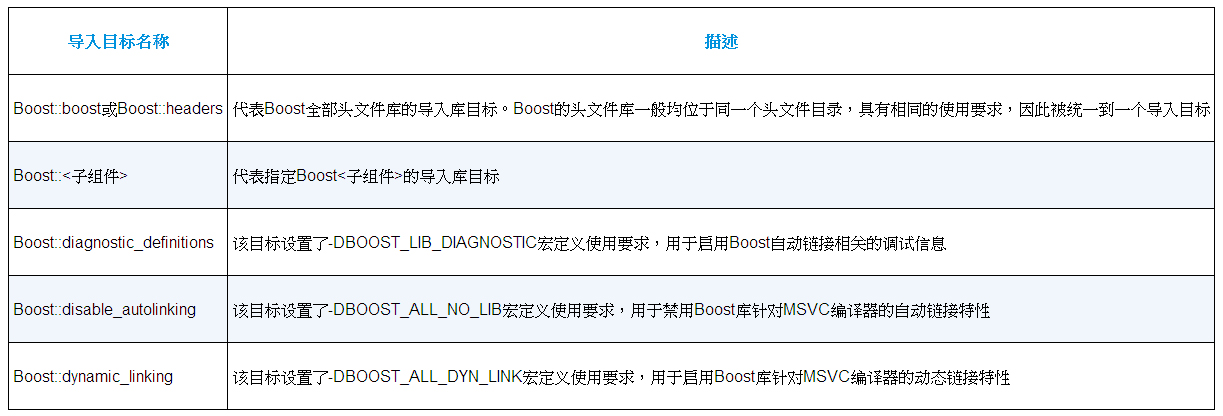 导入目标名称
描述
Boost::boost或Boost::headers
代表Boost全部头文件库的导入库目标。Boost的头文件库一般均位于同一个头文件目录，具有相同的使用要求，因此被统一到一个导入目标
Boost::<子组件>
代表指定Boost<子组件>的导入库目标
Boost::diagnostic_definitions
该目标设置了-DBOOST_LIB_DIAGNOSTIC宏定义使用要求，用于启用Boost自动链接相关的调试信息
Boost::disable_autolinking
该目标设置了-DBOOST_ALL_NO_LIB宏定义使用要求，用于禁用Boost库针对MSVC编译器的自动链接特性
Boost::dynamic_linking
该目标设置了-DBOOST_ALL_DYN_LINK宏定义使用要求，用于启用Boost库针对MSVC编译器的动态链接特性